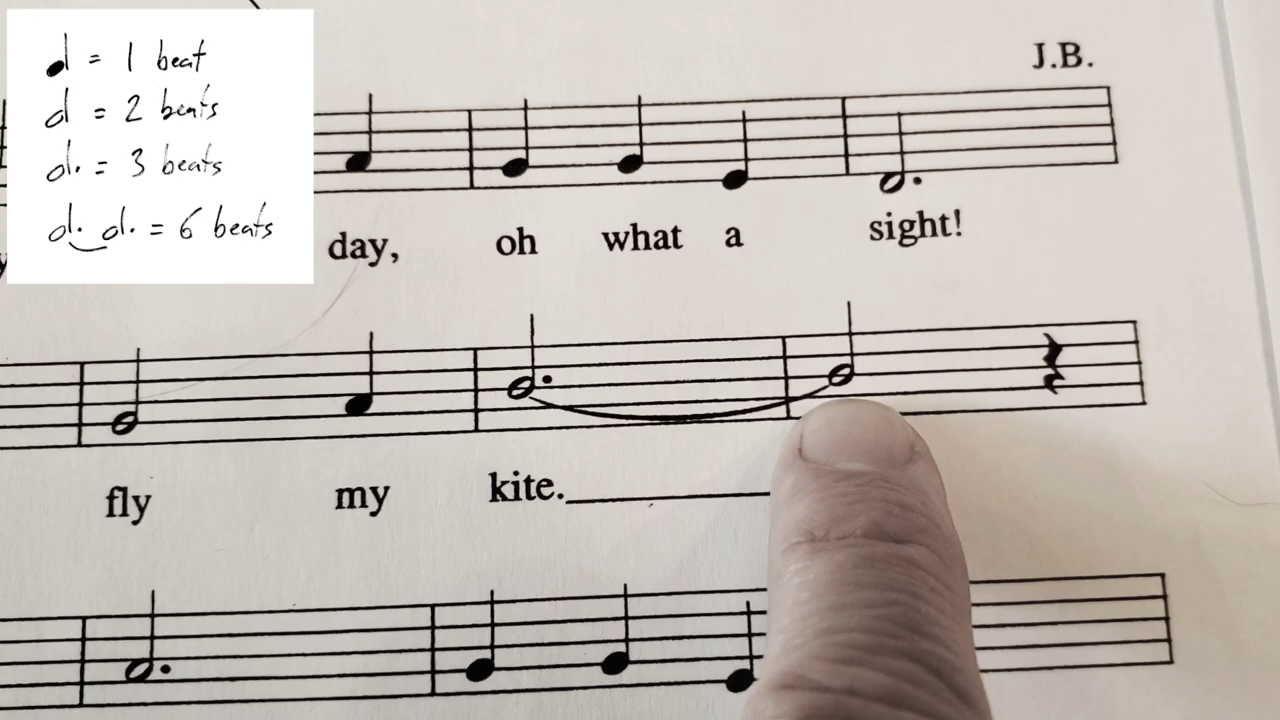 ♩ = 1 beat
𝅗𝅥 = 2 beats
𝅗𝅥. = 3 beats
𝅗𝅥.‿𝅗𝅥. = 6 beats
J.B.
day, oh what a sight!
fly my kite.